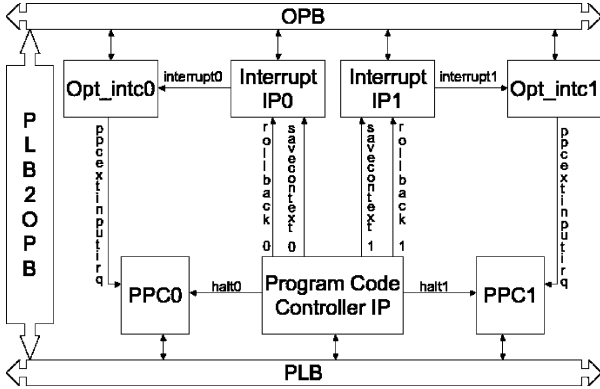 OPB
Opt_intc0
interrupt0
Interrupt
IP0
Interrupt
IP1
interrupt1
Opt_intc1
PLB2OPB
ppcextinputirq
rollback 0
savecontext 0
savecontext 1
rollback 1
ppcextinputirq
PPC0
halt0
Program Code
Controller IP
halt1
PPC1
PLB